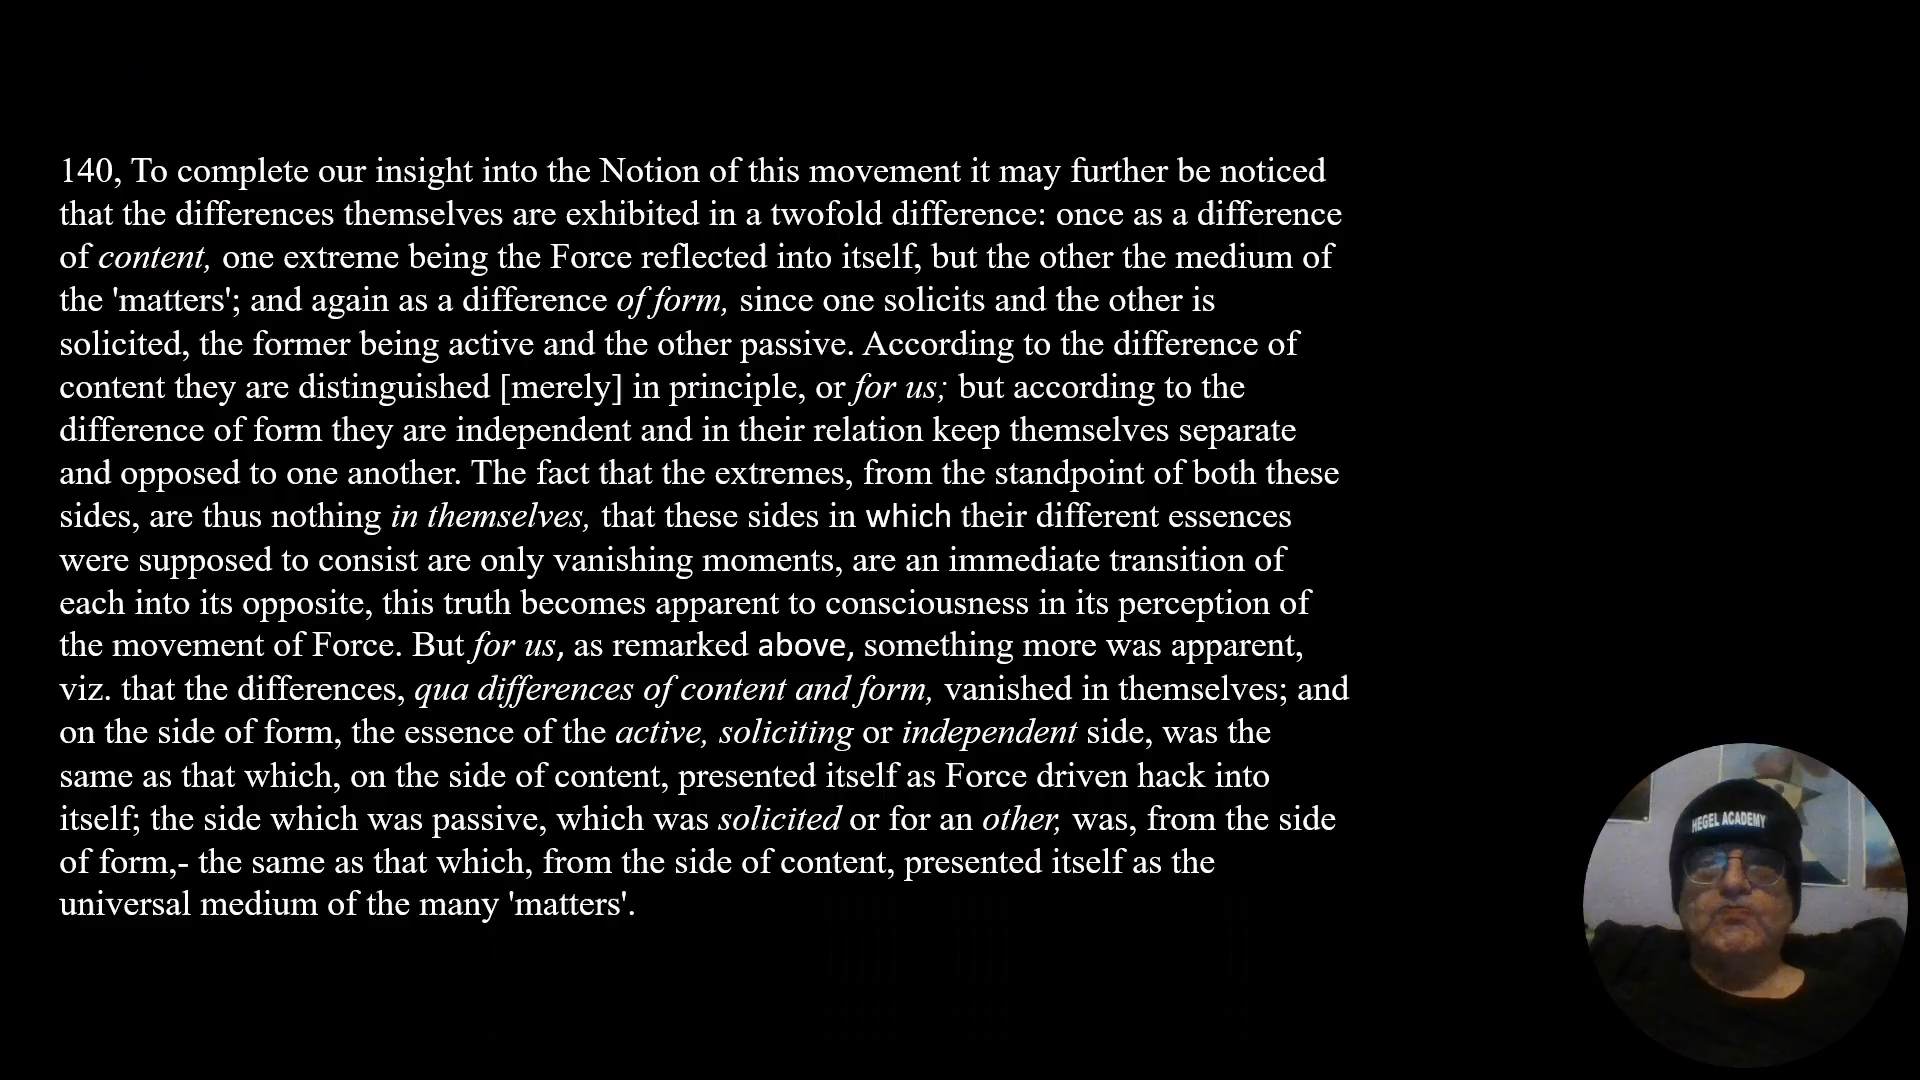 140, To complete our insight into the Notion of this movement it may further be noticed
that the differences themselves are exhibited in a twofold difference: once as a difference
of content, one extreme being the Force reflected into itself, but the other the medium of
the 'matters'; and again as a difference of form, since one solicits and the other is
solicited, the former being active and the other passive. According to the difference of
content they are distinguished [merely] in principle, or for us; but according to the
difference of form they are independent and in their relation keep themselves separate
and opposed to one another. The fact that the extremes, from the standpoint of both these
sides, are thus nothing in themselves, that these sides in which their different essences
were supposed to consist are only vanishing moments, are an immediate transition of
each into its opposite, this truth becomes apparent to consciousness in its perception of
the movement of Force. But for us, as remarked above, something more was apparent,
viz. that the differences, qua differences of content and form, vanished in themselves; and
on the side of form, the essence of the active, soliciting or independent side, was the
same as that which, on the side of content, presented itself as Force driven hack into
itself; the side which was passive, which was solicited or for an other, was, from the side
of form,- the same as that which, from the side of content, presented itself as the
universal medium of the many 'matters'.
HEGEL ACADEMY